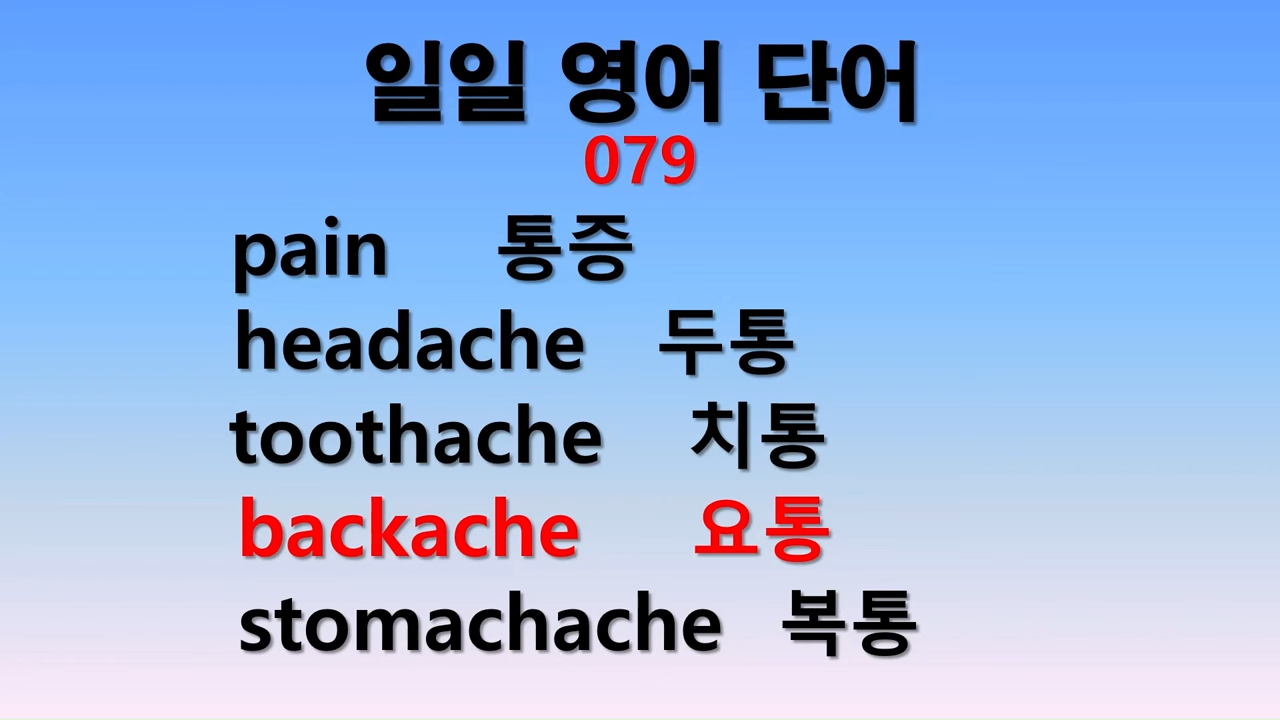 일일 영어 단어
079
pain 통증
headache 두통
toothache 치통
backache 요통
stomachache 복통